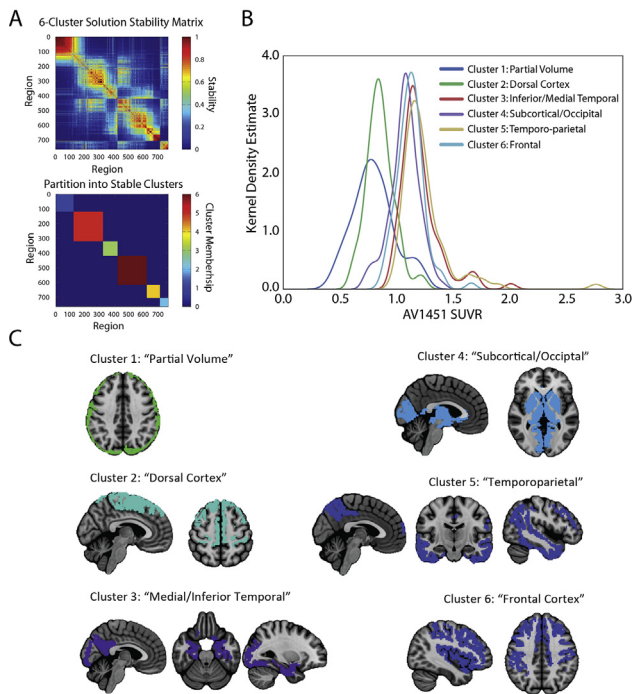 A
6-Cluster Solution Stability Matrix
0
100
200
300
400
500
600
700
Region
0 100 200 300 400 500 600 700
Region
1
0.8
0.6
0.4
0.2
0
Stability
Partition into Stable Clusters
0
100
200
300
400
500
600
700
Region
0 100 200 300 400 500 600 700
Region
6
5
4
3
2
1
0
Cluster Memberhsip
B
4.0
3.0
2.0
1.0
0.0
Kernel Density Estimate
0.0 0.5 1.0 1.5 2.0 2.5 3.0
AV1451 SUVR
Cluster 1: Partial Volume
Cluster 2: Dorsal Cortex
Cluster 3: Inferior/Medial Temporal
Cluster 4: Subcortical/Occipital
Cluster 5: Temporo-parietal
Cluster 6: Frontal
C
Cluster 1: “Partial Volume”
Cluster 4: “Subcortical/Occiptal”
Cluster 2: “Dorsal Cortex”
Cluster 5: “Temporoparietal”
Cluster 3: “Medial/Inferior Temporal”
Cluster 6: “Frontal Cortex”